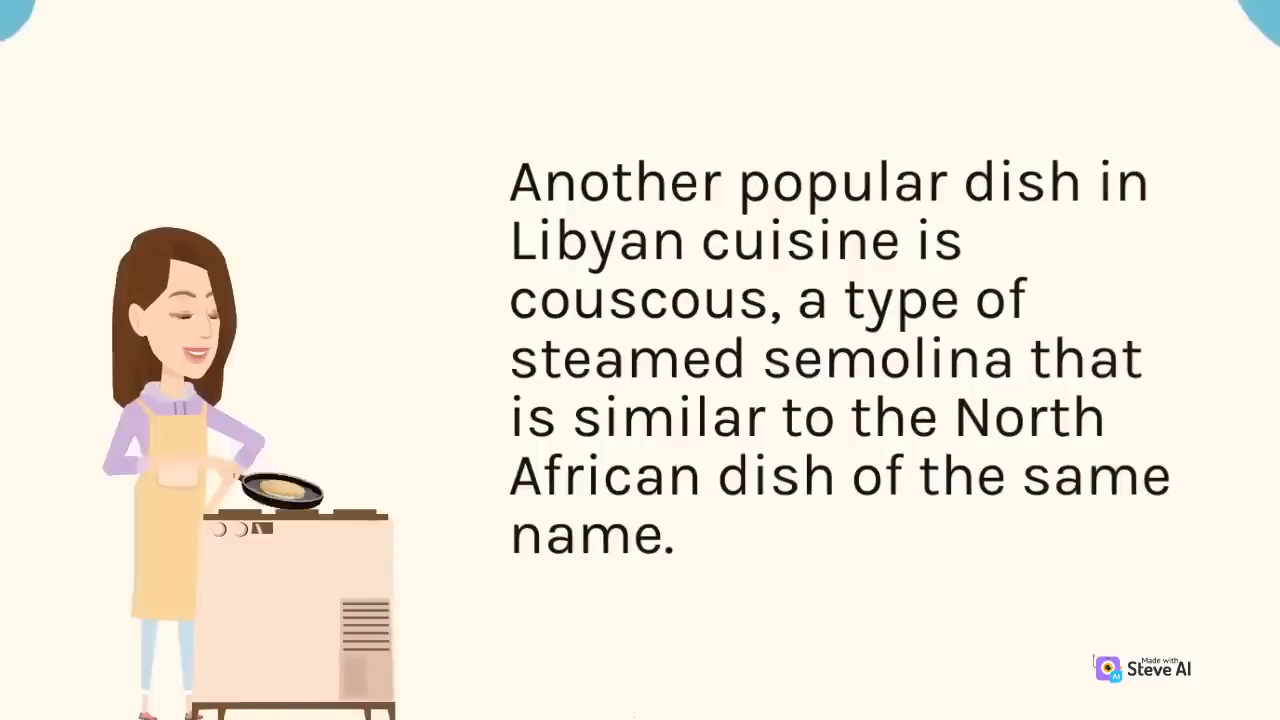 Another popular dish in
Libyan cuisine is
couscous, a type of
steamed semolina that
is similar to the North
African dish of the same
name.
Made with
Steve AI
AI